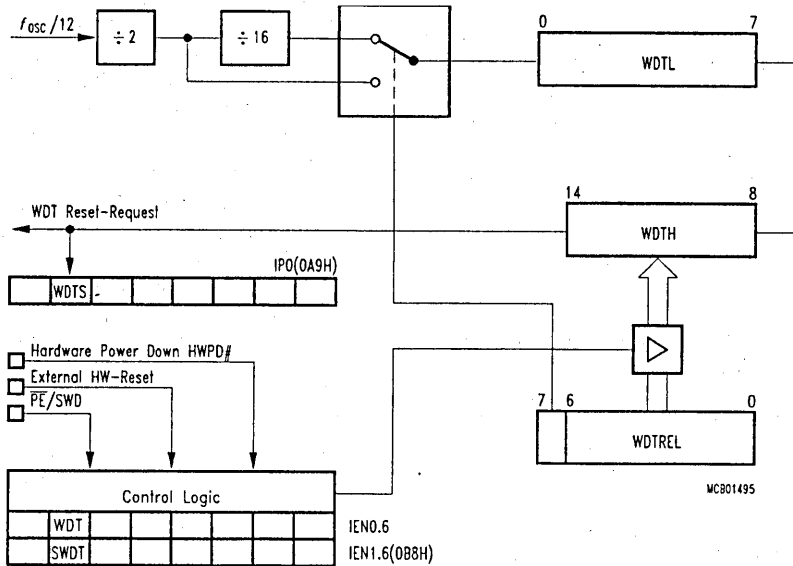 fosc/12
÷ 2
÷ 16
0 7
WDTL
14 8
WDTH
WDT Reset-Request
IP0(0A9H)
WDTS
Hardware Power Down HWPD#
External HW-Reset
PE/SWD
7 6 0
WDTREL
MCB01495
Control Logic
WDT
IEN0.6
SWDT
IEN1.6(0B8H)